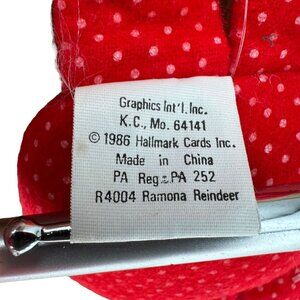 Graphics Int'l. Inc.
K.C., Mo. 64141
© 1986 Hallmark Cards Inc.
Made in China
PA Reg. PA 252
R4004 Ramona Reindeer